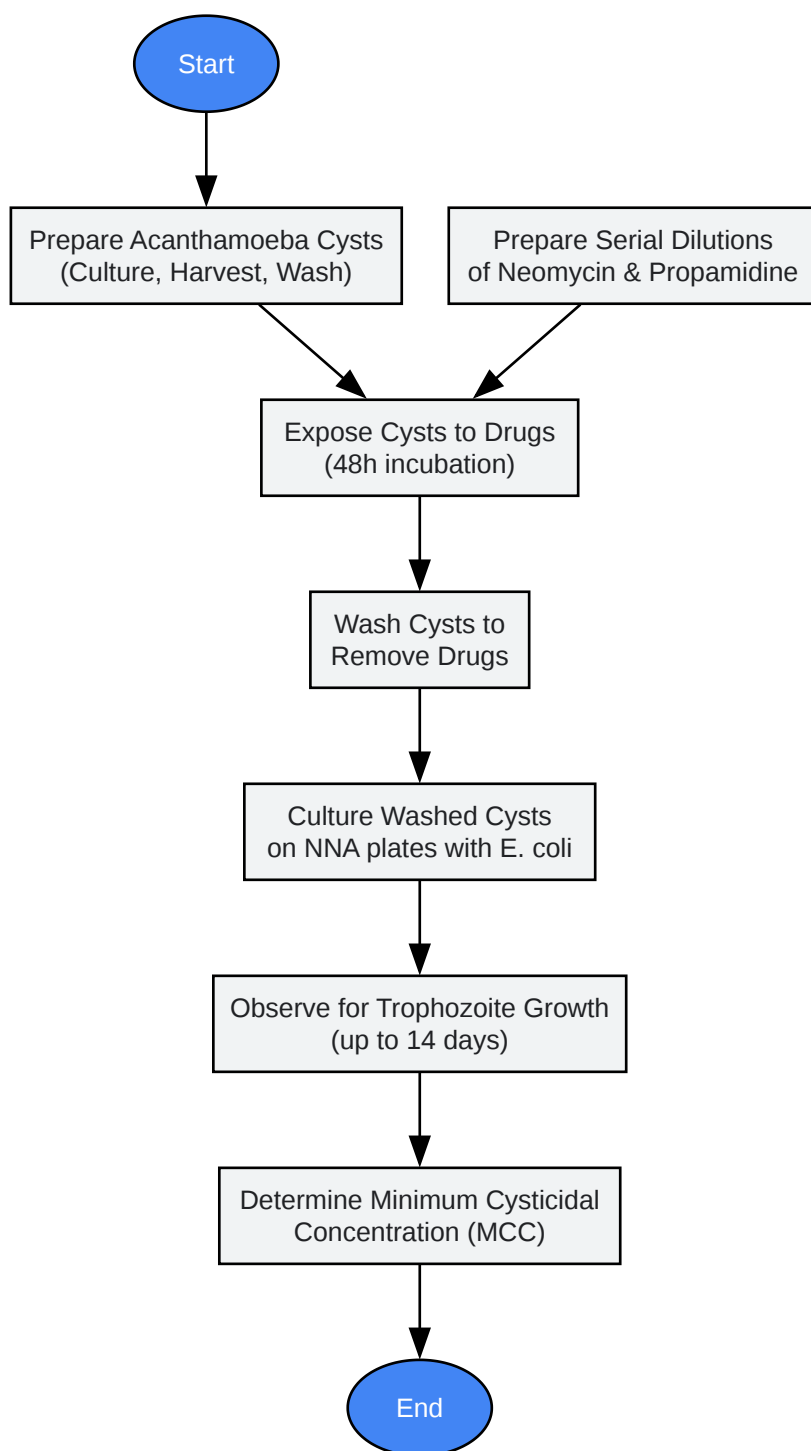 Start
Prepare Acanthamoeba Cysts
(Culture, Harvest, Wash)
Prepare Serial Dilutions
of Neomycin & Propamidine
Expose Cysts to Drugs
(48h incubation)
Wash Cysts to
Remove Drugs
Culture Washed Cysts
on NNA plates with E. coli
Observe for Trophozoite Growth
(up to 14 days)
Determine Minimum Cysticidal
Concentration (MCC)
End